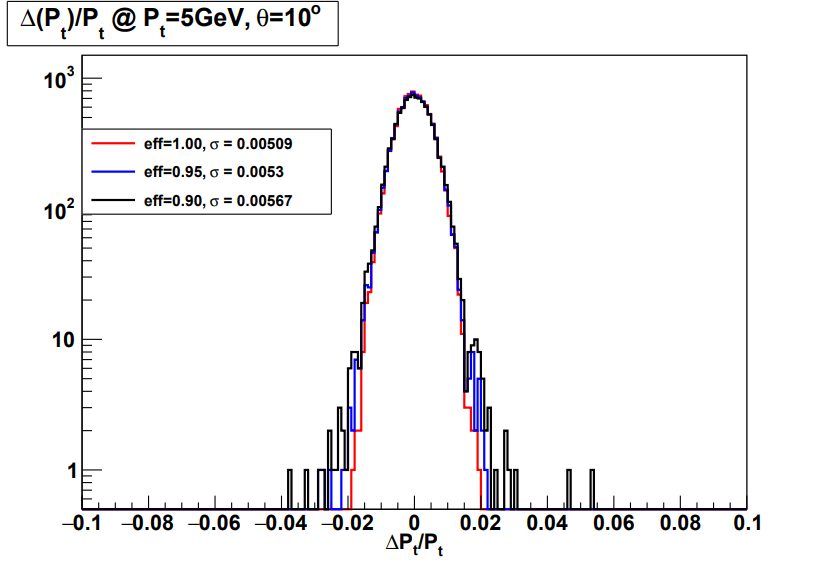 Δ(Pt)/Pt @ Pt=5GeV, θ=10°
10³
eff=1.00, σ = 0.00509
eff=0.95, σ = 0.0053
eff=0.90, σ = 0.00567
10²
10
1
−0.1 −0.08 −0.06 −0.04 −0.02 0 0.02 0.04 0.06 0.08 0.1
ΔPt/Pt